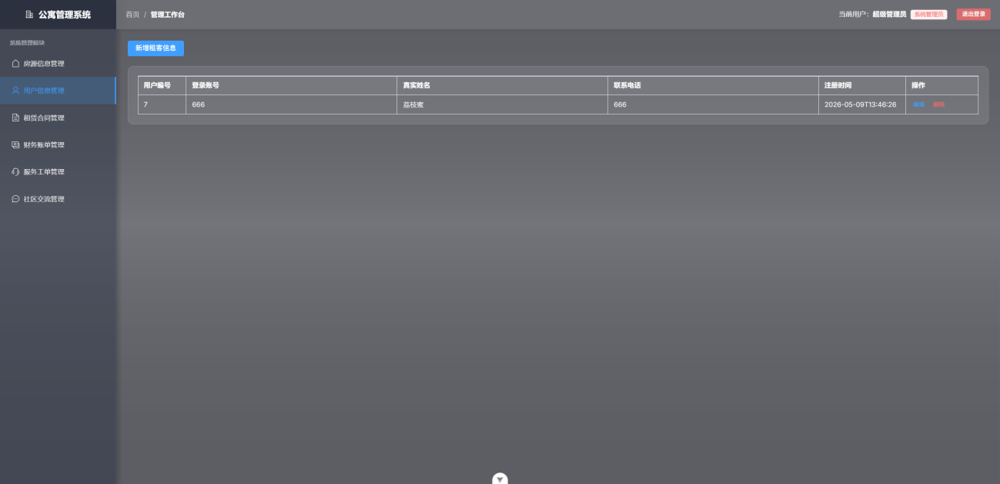 公寓管理系统
首页 / 管理工作台
当前用户：超级管理员 系统管理员 退出登录
系统管理模块
房源信息管理
用户信息管理
租赁合同管理
财务账单管理
服务工单管理
社区交流管理
新增租客信息
用户编号 登录账号 真实姓名 联系电话 注册时间 操作
7 666 荔枝蜜 666 2026-05-09T13:46:26 编辑 删除